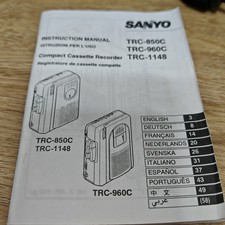 SANYO
INSTRUCTION MANUAL
ISTRUZIONI PER L'USO
Compact Cassette Recorder
Registratore de cassette compatto
TRC-850C
TRC-960C
TRC-1148
TRC-850C
TRC-1148
TRC-960C
ENGLISH 3
DEUTSCH 8
FRANÇAIS 14
NEDERLANDS 20
SVENSKA 26
ITALIANO 31
ESPAÑOL 37
PORTUGUÊS 43
中 文 49
عربي (58)